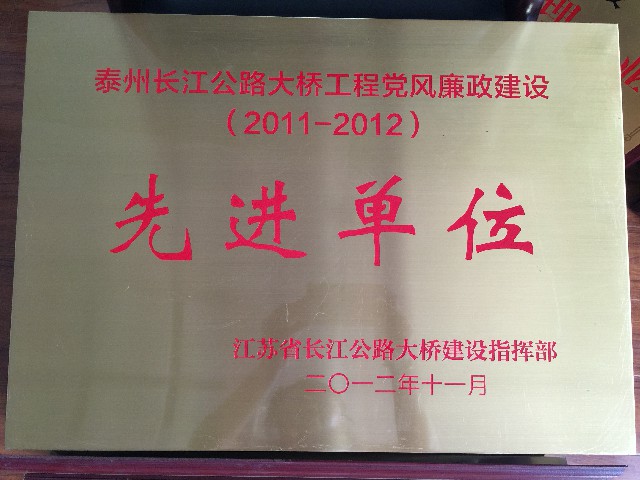 泰州长江公路大桥工程党风廉政建设
（2011-2012）
先进单位
江苏省长江公路大桥建设指挥部
二〇一二年十一月